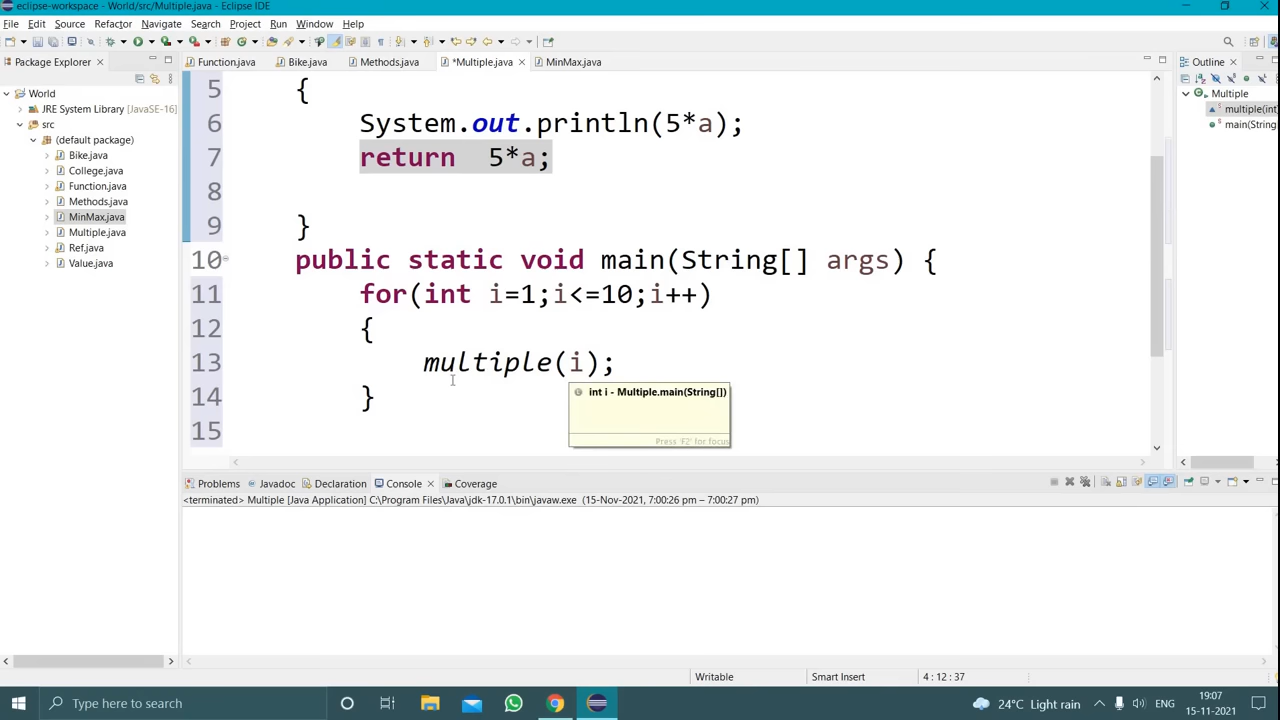 eclipse-workspace - World/src/Multiple.java - Eclipse IDE
File Edit Source Refactor Navigate Search Project Run Window Help
Package Explorer
Function.java Bike.java Methods.java *Multiple.java MinMax.java
Outline
World
JRE System Library [JavaSE-16]
src
(default package)
Bike.java
College.java
Function.java
Methods.java
MinMax.java
Multiple.java
Ref.java
Value.java
5 {
6 System.out.println(5*a);
7 return 5*a;
8
9 }
10 public static void main(String[] args) {
11 for(int i=1;i<=10;i++)
12 {
13 multiple(i);
14 }
15
int i - Multiple.main(String[])
Press 'F2' for focus
Multiple
multiple(int)
main(String
Problems Javadoc Declaration Console Coverage
<terminated> Multiple [Java Application] C:\Program Files\Java\jdk-17.0.1\bin\javaw.exe (15-Nov-2021, 7:00:26 pm – 7:00:27 pm)
Writable Smart Insert 4 : 12 : 37
Type here to search
24°C Light rain
ENG
19:07
15-11-2021